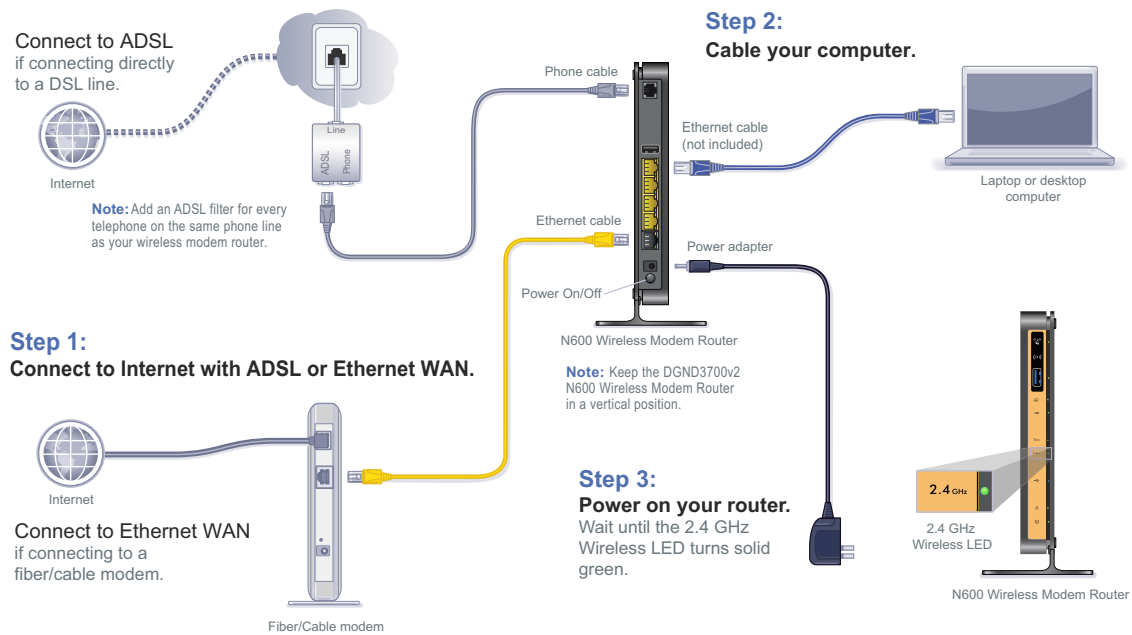 Connect to ADSL
if connecting directly
to a DSL line.
Internet
Line
ADSL
Phone
Note: Add an ADSL filter for every
telephone on the same phone line
as your wireless modem router.
Phone cable
Ethernet cable
Power On/Off
N600 Wireless Modem Router
Note: Keep the DGND3700v2
N600 Wireless Modem Router
in a vertical position.
Step 2:
Cable your computer.
Ethernet cable
(not included)
Laptop or desktop
computer
Power adapter
Step 1:
Connect to Internet with ADSL or Ethernet WAN.
Internet
Connect to Ethernet WAN
if connecting to a
fiber/cable modem.
Fiber/Cable modem
Step 3:
Power on your router.
Wait until the 2.4 GHz
Wireless LED turns solid
green.
2.4 GHz
2.4 GHz
Wireless LED
N600 Wireless Modem Router